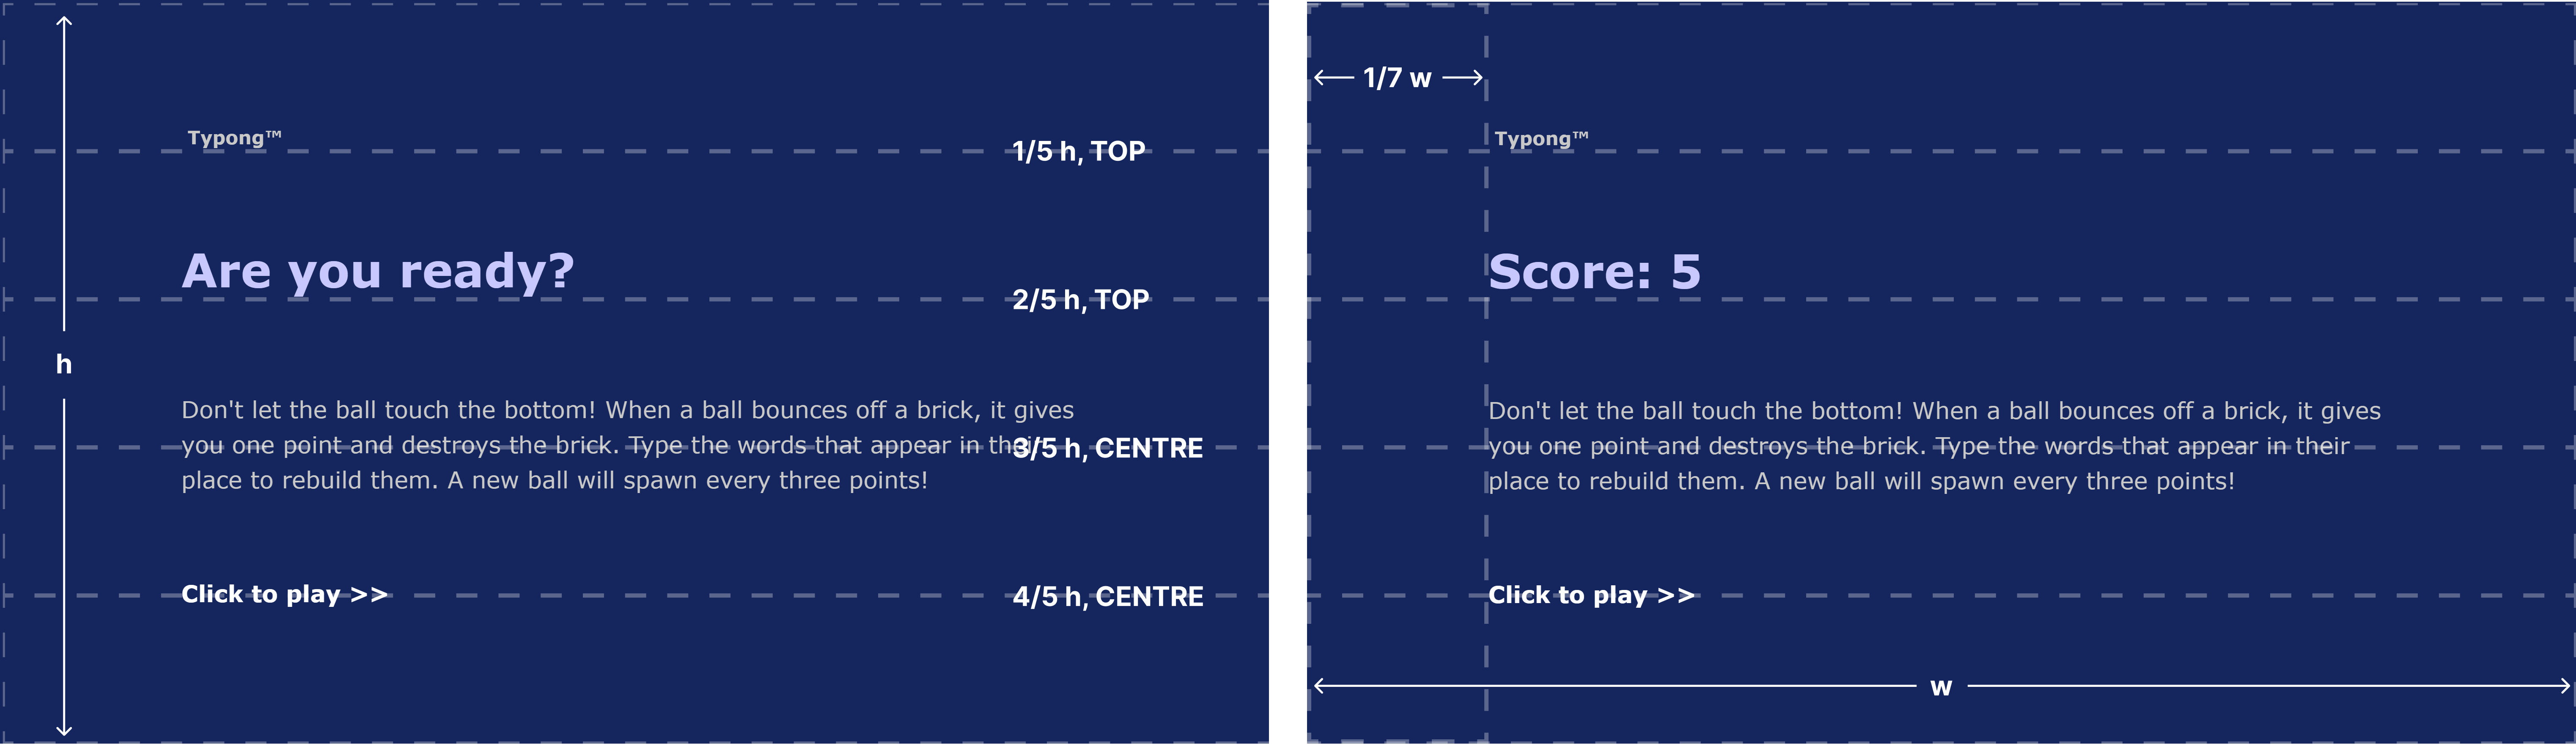 Typong™
1/5 h, TOP
Are you ready?
2/5 h, TOP
h
Don't let the ball touch the bottom! When a ball bounces off a brick, it gives
you one point and destroys the brick. Type the words that appear in thei
3/5 h, CENTRE
place to rebuild them. A new ball will spawn every three points!
Click to play >>
4/5 h, CENTRE
1/7 w
Typong™
Score: 5
Don't let the ball touch the bottom! When a ball bounces off a brick, it gives
you one point and destroys the brick. Type the words that appear in their
place to rebuild them. A new ball will spawn every three points!
Click to play >>
w